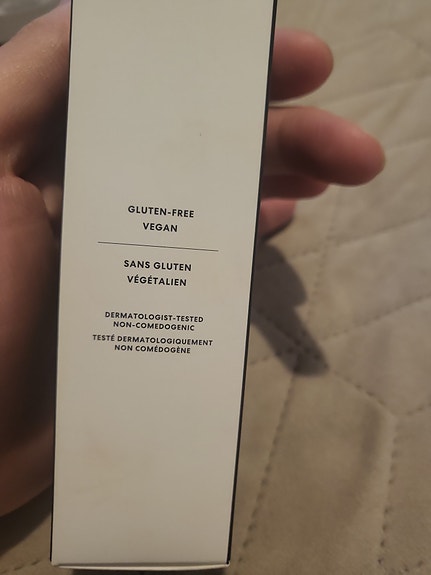 GLUTEN-FREE
VEGAN
SANS GLUTEN
VÉGÉTALIEN
DERMATOLOGIST-TESTED
NON-COMEDOGENIC
TESTÉ DERMATOLOGIQUEMENT
NON COMÉDOGÈNE